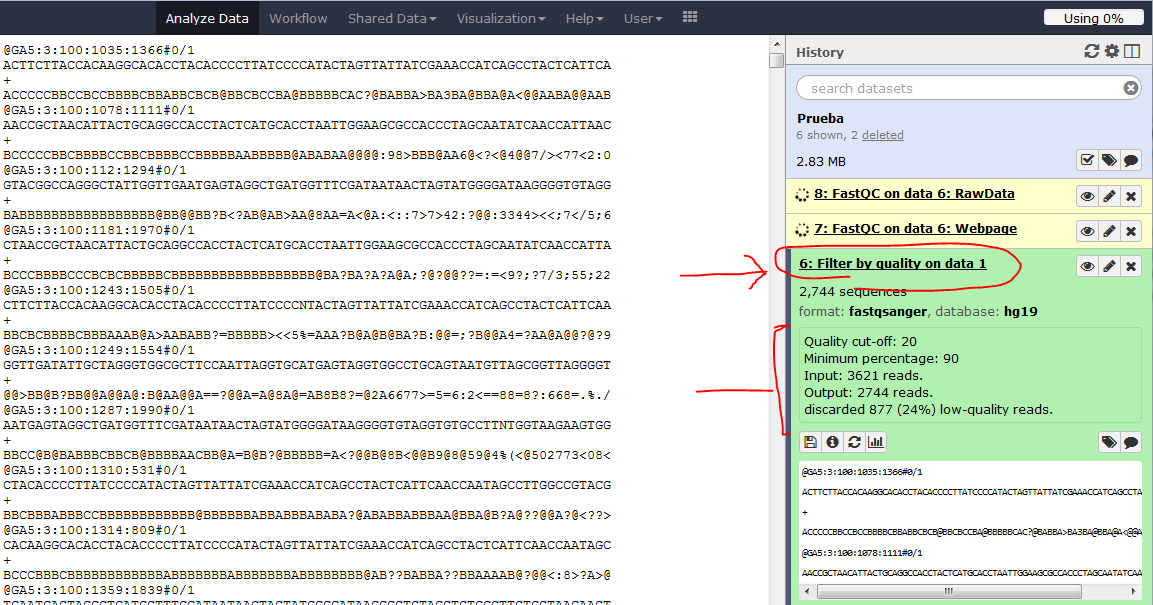 Analyze Data Workflow Shared Data Visualization Help User Using 0%
@GA5:3:100:1035:1366#0/1
ACTTCTTACCACAAGGCACACCTACACCCCTTATCCCCATACTAGTTATTATCGAAACCATCAGCCTACTCATTCA
+
ACCCCCBBCCBCCBBBBCBBABBCBCB@BBCBCCBA@BBBBBCAC?@BABBA>BA3BA@BBA@A<@@AABA@@AAB
@GA5:3:100:1078:1111#0/1
AACCGCTAACATTACTGCAGGCCACCTACTCATGCACCTAATTGGAAGCGCCACCCTAGCAATATCAACCATTAAC
+
BCCCCCBBCBBBBCCBBCBBBBCCBBBBBAABBBBB@ABABAA@@@@:98>BBB@AA6@<?<@4@@7/><77<2:0
@GA5:3:100:112:1294#0/1
GTACGGCCAGGGCTATTGGTTGAATGAGTAGGCTGATGGTTTCGATAATAACTAGTATGGGGATAAGGGGTGTAGG
+
BABBBBBBBBBBBBBBBBBB@BB@@BB?B<?AB@AB>AA@8AA=A<@A:<::7>7>42:?@@:3344><<;7</5;6
@GA5:3:100:1181:1970#0/1
CTAACCGCTAACATTACTGCAGGCCACCTACTCATGCACCTAATTGGAAGCGCCACCCTAGCAATATCAACCATTA
+
BCCCBBBBCCCBCBCBBBBBCBBBBBBBBBBBBBBBBBB@BA?BA?A?A@A;?@?@@??=:=<9?;?7/3;55;22
@GA5:3:100:1243:1505#0/1
CTTCTTACCACAAGGCACACCTACACCCCTTATCCCCNTACTAGTTATTATCGAAACCATCAGCCTACTCATTCAA
+
BBCBCBBBBCBBBAAAB@A>AABABB?=BBBBB><<5%=AAA?B@A@B@BA?B:@@=;?B@@A4=?AA@A@@?@?9
@GA5:3:100:1249:1554#0/1
GGTTGATATTGCTAGGGTGGCGCTTCCAATTAGGTGCATGAGTAGGTGGCCTGCAGTAATGTTAGCGGTTAGGGGT
+
@@>BB@B?BB@@A@@A@:B@AA@@A==?@@A=A@8A@=AB8B8?=@2A6677>=5=6:2<==88=8?:668=.%./
@GA5:3:100:1287:1990#0/1
AATGAGTAGGCTGATGGTTTCGATAATAACTAGTATGGGGATAAGGGGTGTAGGTGTGCCTTNTGGTAAGAAGTGG
+
BBCC@B@BABBBCBBCB@BBBBAACBB@A=B@B?@BBBBB=A<?@@B@8B<@@B9@8@59@4%(<@502773<08<
@GA5:3:100:1310:531#0/1
CTACACCCCTTATCCCCATACTAGTTATTATCGAAACCATCAGCCTACTCATTCAACCAATAGCCTTGGCCGTACG
+
BBCBBBABBBCCBBBBBBBBBBBB@BBBBBBABBABBBABABA?@ABABBABBBAA@BBA@B?A@??@@A?@<??>
@GA5:3:100:1314:809#0/1
CACAAGGCACACCTACACCCCTTATCCCCATACTAGTTATTATCGAAACCATCAGCCTACTCATTCAACCAATAGC
+
BCCCBBBCBBBBBBBBBBBBBABBBBBBBABBBBBBBABBBBBBBB@AB??BABBA??BBAAAAB@?@@<:8>?A>@
@GA5:3:100:1359:1839#0/1
History
search datasets
Prueba
6 shown, 2 deleted
2.83 MB
8: FastQC on data 6: RawData
7: FastQC on data 6: Webpage
6: Filter by quality on data 1
2,744 sequences
format: fastqsanger, database: hg19
Quality cut-off: 20
Minimum percentage: 90
Input: 3621 reads.
Output: 2744 reads.
discarded 877 (24%) low-quality reads.
@GA5:3:100:1035:1366#0/1
ACTTCTTACCACAAGGCACACCTACACCCCTTATCCCCATACTAGTTATTATCGAAACCATCAGCCTA
+
ACCCCCBBCCBCCBBBBCBBABBCBCB@BBCBCCBA@BBBBBCAC?@BABBA>BA3BA@BBA@A<@@A
@GA5:3:100:1078:1111#0/1
AACCGCTAACATTACTGCAGGCCACCTACTCATGCACCTAATTGGAAGCGCCACCCTAGCAATATCAA